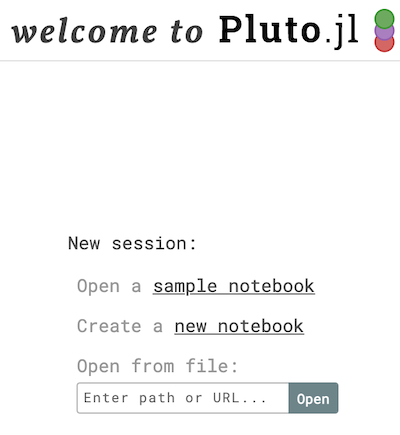 welcome to Pluto.jl
New session:
Open a sample notebook
Create a new notebook
Open from file:
Enter path or URL... Open